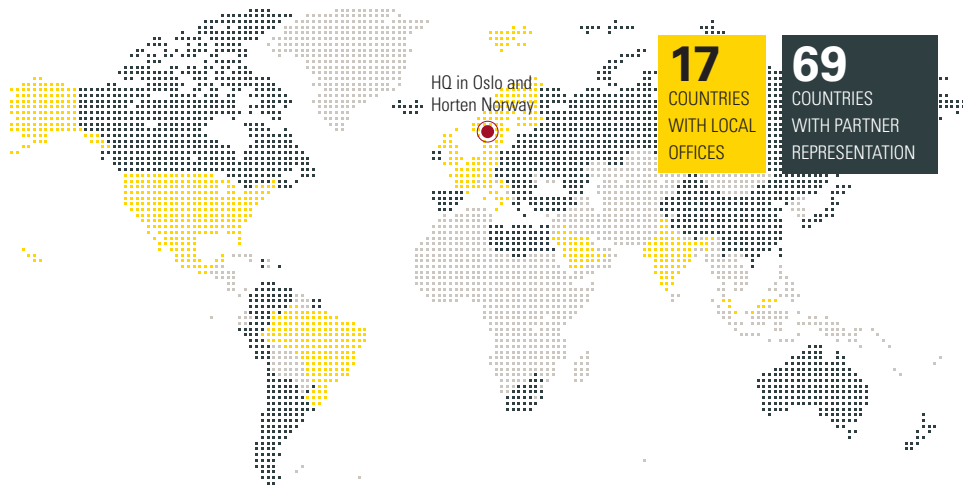 HQ in Oslo and
Horten Norway
17
COUNTRIES
WITH LOCAL
OFFICES
69
COUNTRIES
WITH PARTNER
REPRESENTATION